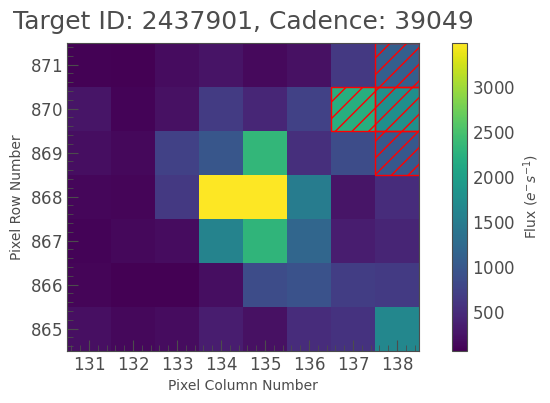 Target ID: 2437901, Cadence: 39049
871
870
869
868
867
866
865
Pixel Row Number
131 132 133 134 135 136 137 138
Pixel Column Number
3000
2500
2000
1500
1000
500
Flux (e⁻s⁻¹)